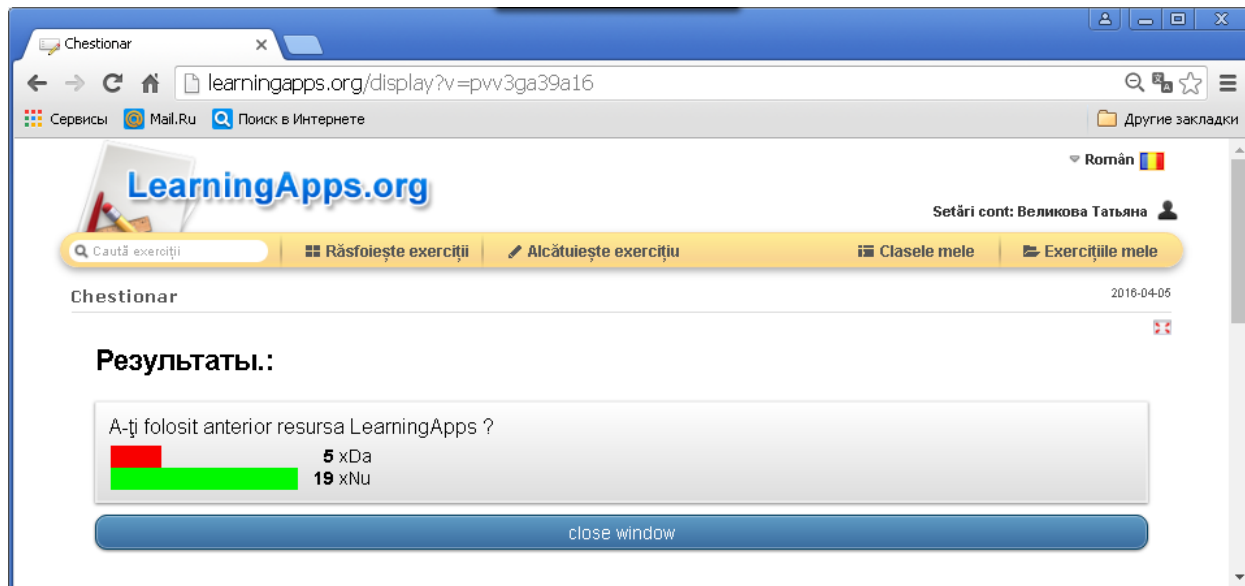 Chestionar
learningapps.org/display?v=pvv3ga39a16
Сервисы Mail.Ru Поиск в Интернете Другие закладки
Român
LearningApps.org
Setări cont: Великова Татьяна
Caută exerciții Răsfoiește exerciții Alcătuiește exercițiu Clasele mele Exercițiile mele
Chestionar 2016-04-05
Результаты.:
A-ţi folosit anterior resursa LearningApps ?
5 xDa
19 xNu
close window